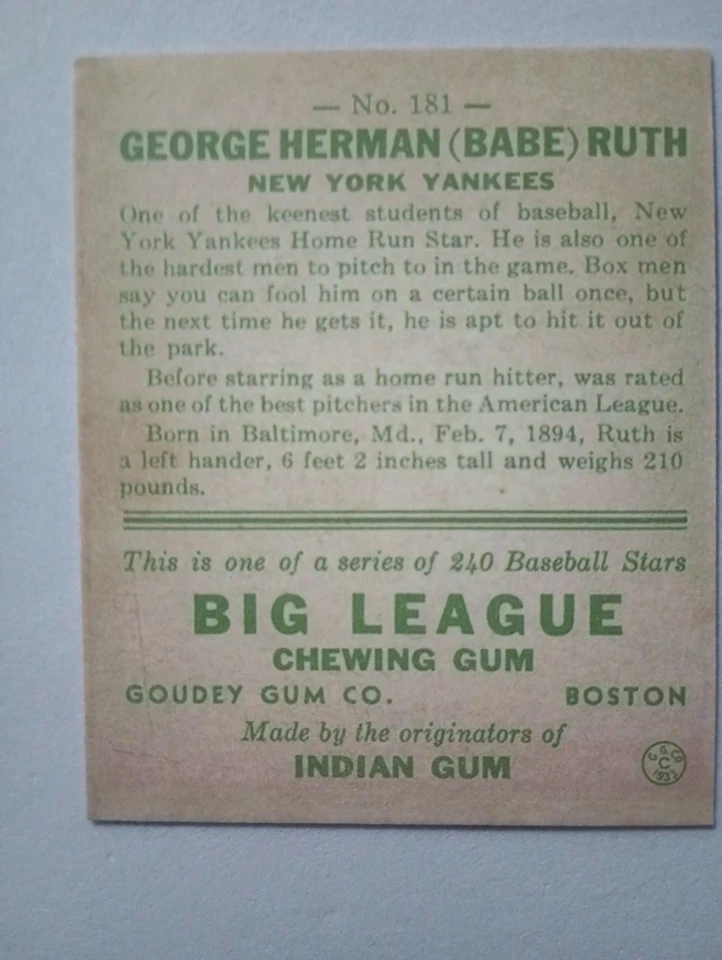 — No. 181 —
GEORGE HERMAN (BABE) RUTH
NEW YORK YANKEES
One of the keenest students of baseball, New
York Yankees Home Run Star. He is also one of
the hardest men to pitch to in the game. Box men
say you can fool him on a certain ball once, but
the next time he gets it, he is apt to hit it out of
the park.
Before starring as a home run hitter, was rated
as one of the best pitchers in the American League.
Born in Baltimore, Md., Feb. 7, 1894, Ruth is
a left hander, 6 feet 2 inches tall and weighs 210
pounds.
This is one of a series of 240 Baseball Stars
BIG LEAGUE
CHEWING GUM
GOUDEY GUM CO. BOSTON
Made by the originators of
INDIAN GUM
G. G. CO.
C
1933